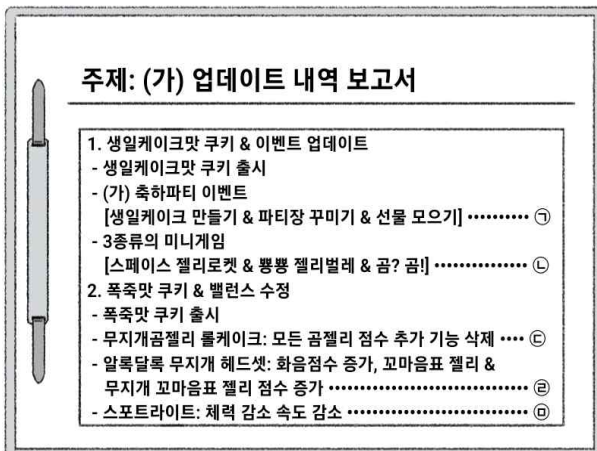 주제: (가) 업데이트 내역 보고서
1. 생일케이크맛 쿠키 & 이벤트 업데이트
- 생일케이크맛 쿠키 출시
- (가) 축하파티 이벤트
[생일케이크 만들기 & 파티장 꾸미기 & 선물 모으기] ·········· ㉠
- 3종류의 미니게임
[스페이스 젤리로켓 & 뿅뿅 젤리벌레 & 곰? 곰!] ·············· ㉡
2. 폭죽맛 쿠키 & 밸런스 수정
- 폭죽맛 쿠키 출시
- 무지개곰젤리 롤케이크: 모든 곰젤리 점수 추가 기능 삭제 ···· ㉢
- 알록달록 무지개 헤드셋: 화음점수 증가, 꼬마음표 젤리 &
무지개 꼬마음표 젤리 점수 증가 ······························ ㉣
- 스포트라이트: 체력 감소 속도 감소 ··························· ㉤